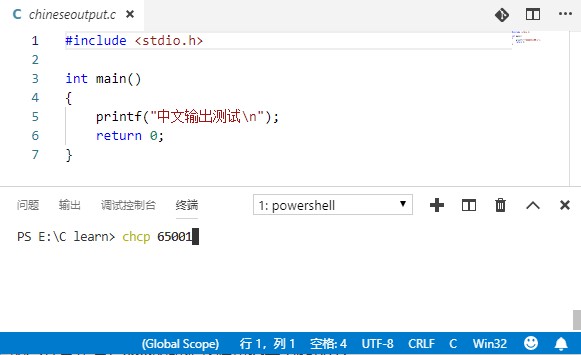 C chineseoutput.c ×
1 #include <stdio.h>
2
3 int main()
4 {
5     printf("中文输出测试\n");
6     return 0;
7 }
问题 输出 调试控制台 终端 1: powershell
PS E:\C learn> chcp 65001
(Global Scope) 行 1，列 1 空格: 4 UTF-8 CRLF C Win32